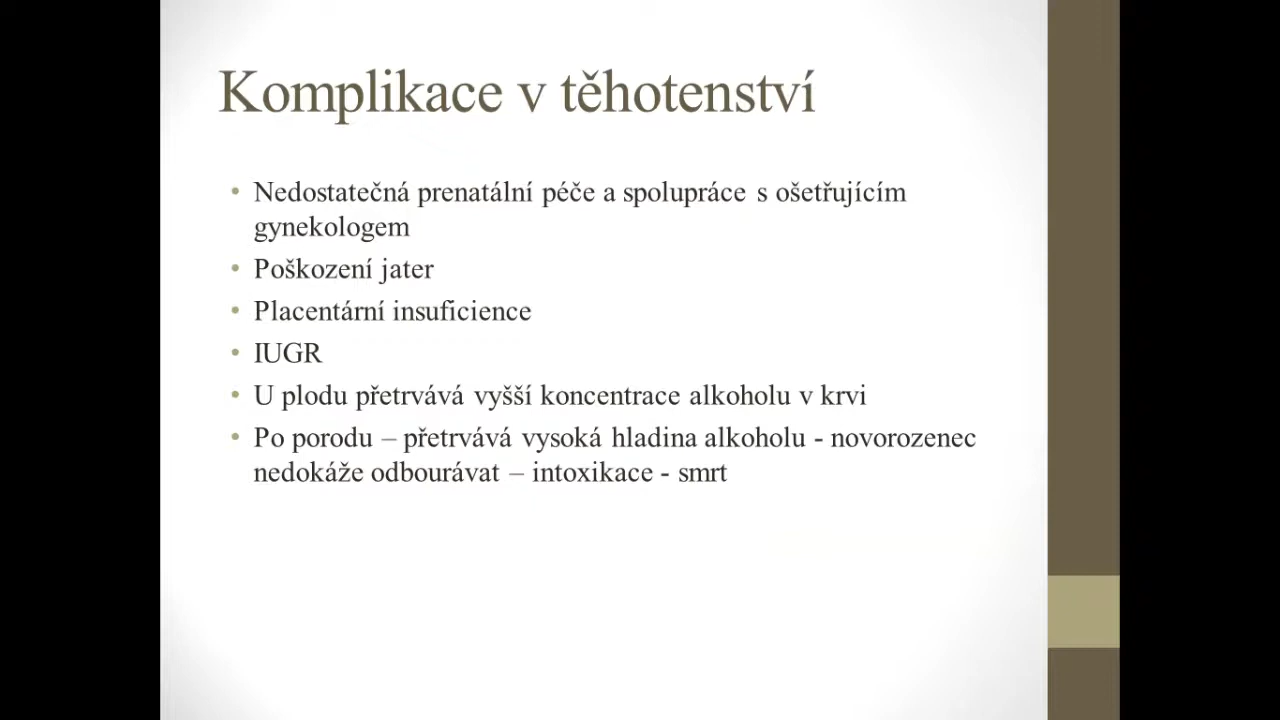 Komplikace v těhotenství
• Nedostatečná prenatální péče a spolupráce s ošetřujícím
gynekologem
• Poškození jater
• Placentární insuficience
• IUGR
• U plodu přetrvává vyšší koncentrace alkoholu v krvi
• Po porodu – přetrvává vysoká hladina alkoholu - novorozenec
nedokáže odbourávat – intoxikace - smrt